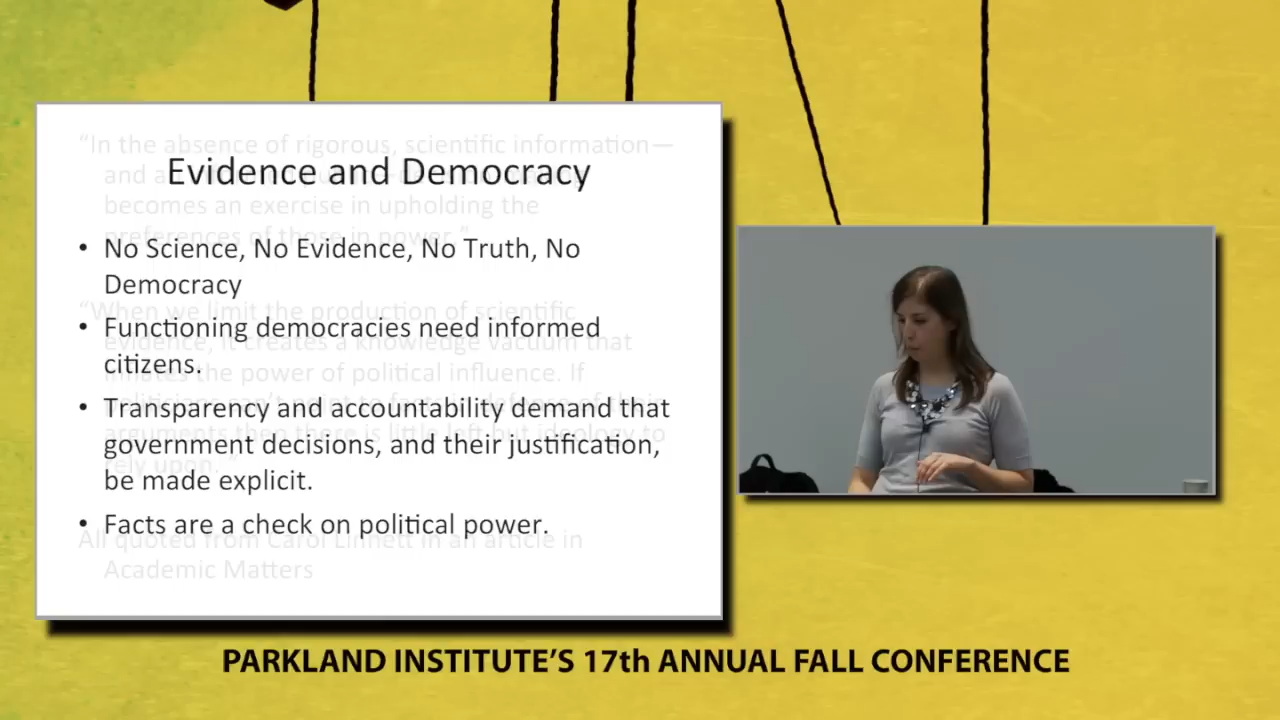 “In the absence of rigorous, scientific information—
Evidence and Democracy
becomes an exercise in upholding the
preferences of those in power.”
• No Science, No Evidence, No Truth, No
Democracy
“When we limit the production of scientific
• Functioning democracies need informed
evidence, it creates a knowledge vacuum that
citizens.
inflates the power of political influence. If
• Transparency and accountability demand that
arguments then there is little left but ideology to
government decisions, and their justification,
rely upon.”
be made explicit.
• Facts are a check on political power.
All quoted from Carol Linnett in an article in
Academic Matters
PARKLAND INSTITUTE’S 17th ANNUAL FALL CONFERENCE